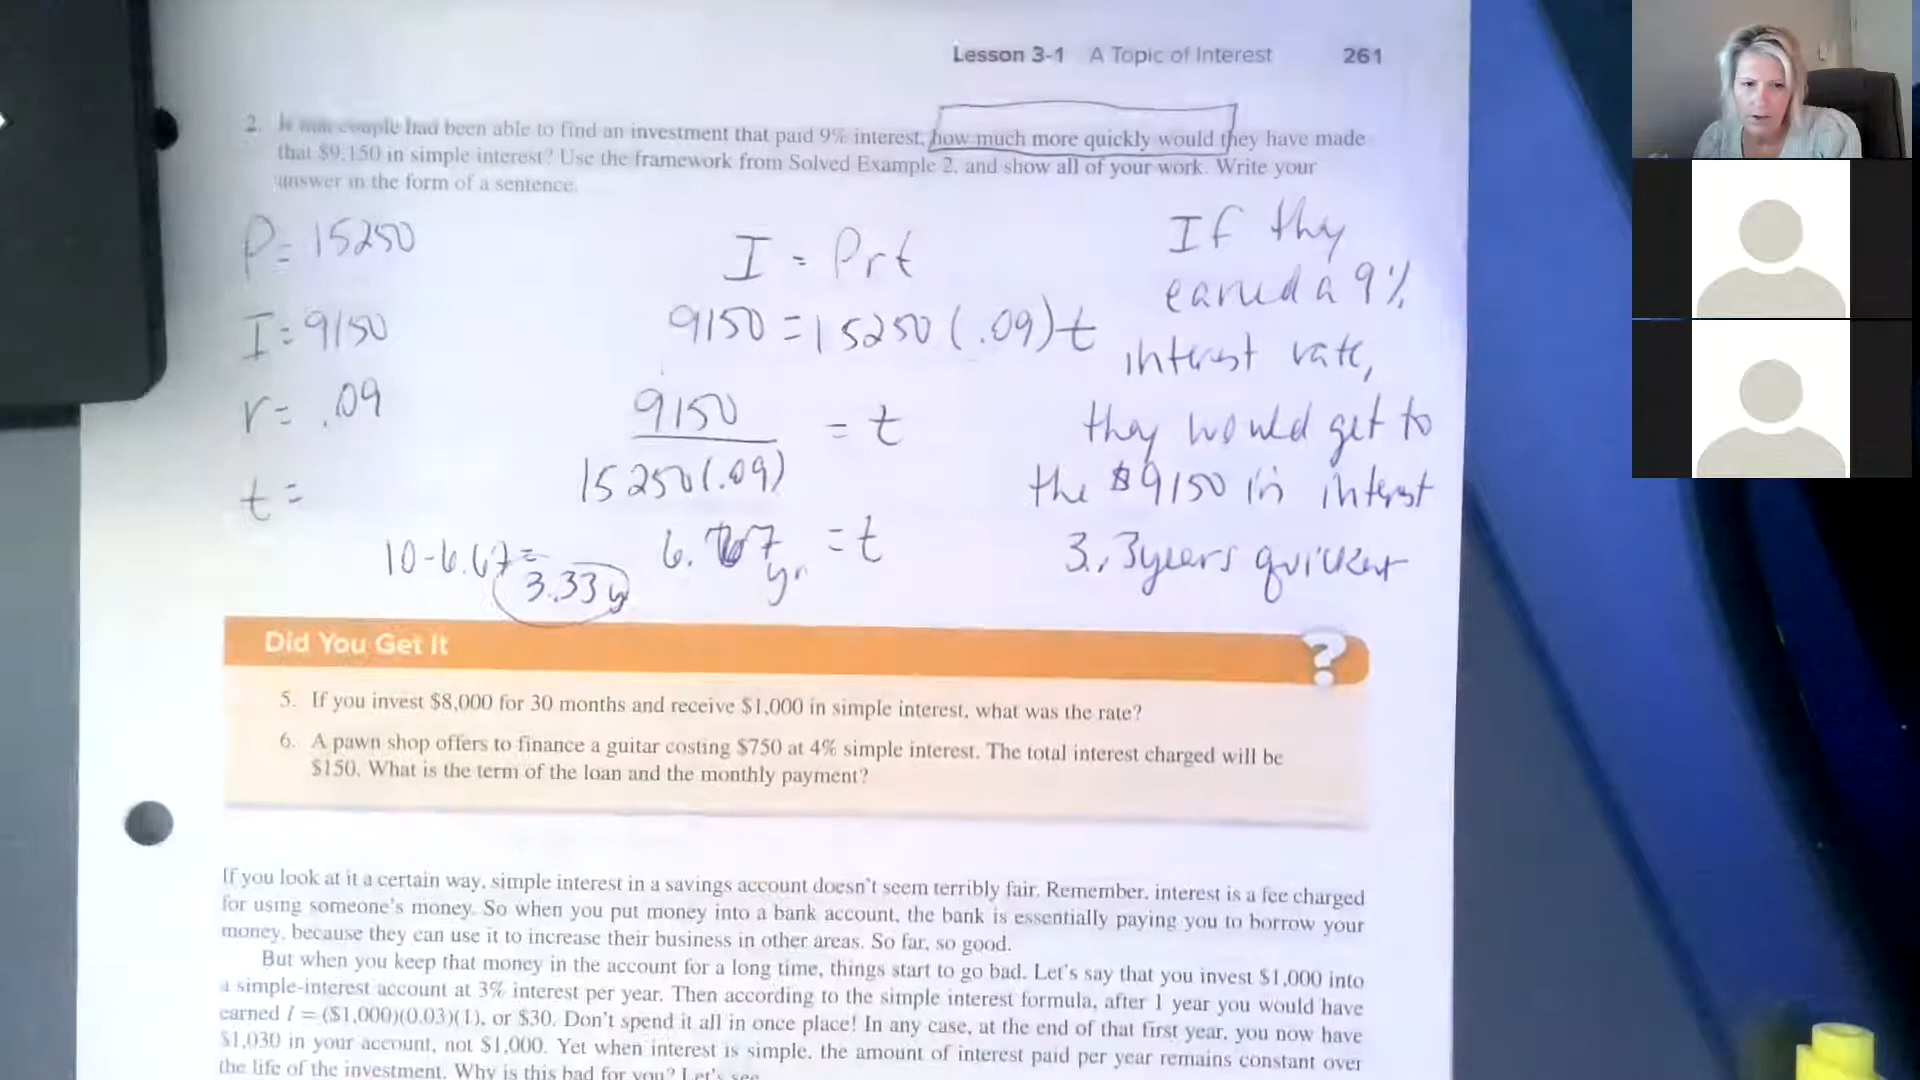 Lesson 3-1 A Topic of Interest 261
2. couple had been able to find an investment that paid 9% interest, how much more quickly would they have made
that $9,150 in simple interest? Use the framework from Solved Example 2, and show all of your work. Write your
answer in the form of a sentence.
P = 15250
I = 9150
r = .09
t =
I = Prt
9150 = 15250 (.09) t
9150
15250 (.09)
= t
6.67 yr = t
10 - 6.67 =
3.33 y
If thy
earned a 9%
interest rate,
they would get to
the $9150 in interest
3.3 years
Did You Get It
?
5. If you invest $8,000 for 30 months and receive $1,000 in simple interest, what was the rate?
6. A pawn shop offers to finance a guitar costing $750 at 4% simple interest. The total interest charged will be
$150. What is the term of the loan and the monthly payment?
If you look at it a certain way, simple interest in a savings account doesn't seem terribly fair. Remember, interest is a fee charged
for using someone's money. So when you put money into a bank account, the bank is essentially paying you to borrow your
money, because they can use it to increase their business in other areas. So far, so good.
But when you keep that money in the account for a long time, things start to go bad. Let's say that you invest $1,000 into
a simple-interest account at 3% interest per year. Then according to the simple interest formula, after 1 year you would have
earned I = ($1,000)(0.03)(1), or $30. Don't spend it all in once place! In any case, at the end of that first year, you now have
$1,030 in your account, not $1,000. Yet when interest is simple, the amount of interest paid per year remains constant over
the life of the investment. Why is this bad for you? Let's see